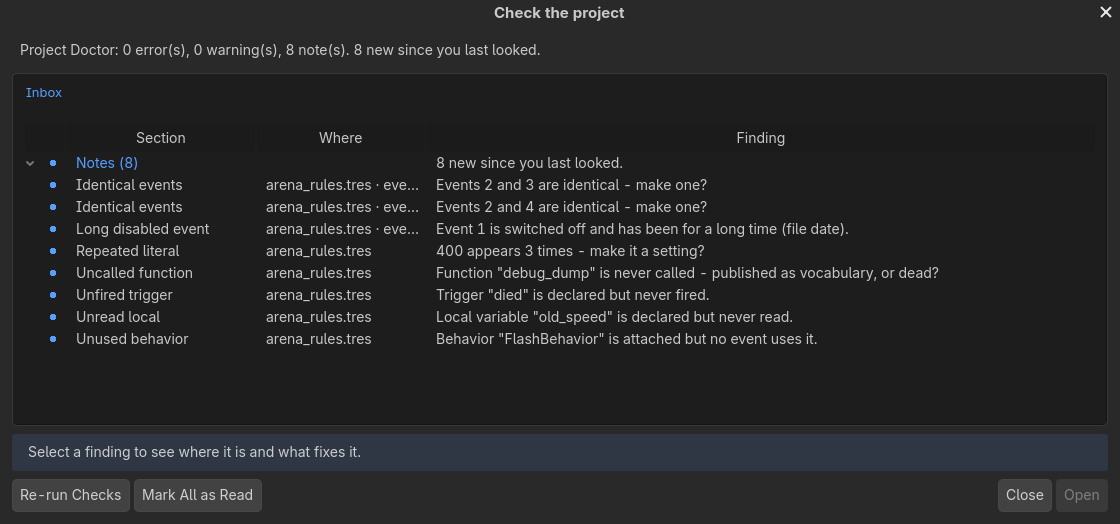 Check the project
Project Doctor: 0 error(s), 0 warning(s), 8 note(s). 8 new since you last looked.
Inbox
Section Where Finding
Notes (8) 8 new since you last looked.
Identical events arena_rules.tres · eve... Events 2 and 3 are identical - make one?
Identical events arena_rules.tres · eve... Events 2 and 4 are identical - make one?
Long disabled event arena_rules.tres · eve... Event 1 is switched off and has been for a long time (file date).
Repeated literal arena_rules.tres 400 appears 3 times - make it a setting?
Uncalled function arena_rules.tres Function "debug_dump" is never called - published as vocabulary, or dead?
Unfired trigger arena_rules.tres Trigger "died" is declared but never fired.
Unread local arena_rules.tres Local variable "old_speed" is declared but never read.
Unused behavior arena_rules.tres Behavior "FlashBehavior" is attached but no event uses it.
Select a finding to see where it is and what fixes it.
Re-run Checks Mark All as Read Close Open